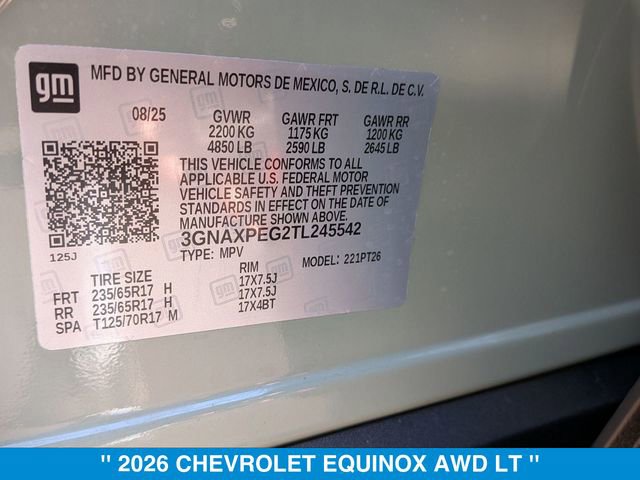 gm
MFD BY GENERAL MOTORS DE MEXICO, S. DE R.L. DE C.V.
08/25 GVWR GAWR FRT GAWR RR
2200 KG 1175 KG 1200 KG
4850 LB 2590 LB 2645 LB
THIS VEHICLE CONFORMS TO ALL
APPLICABLE U.S. FEDERAL MOTOR
VEHICLE SAFETY AND THEFT PREVENTION
STANDARDS IN EFFECT ON THE DATE OF
MANUFACTURE SHOWN ABOVE.
3GNAXPEG2TL245542
125J TYPE: MPV MODEL: 221PT26
TIRE SIZE RIM
FRT 235/65R17 H 17X7.5J
RR 235/65R17 H 17X7.5J
SPA T125/70R17 M 17X4BT
" 2026 CHEVROLET EQUINOX AWD LT "